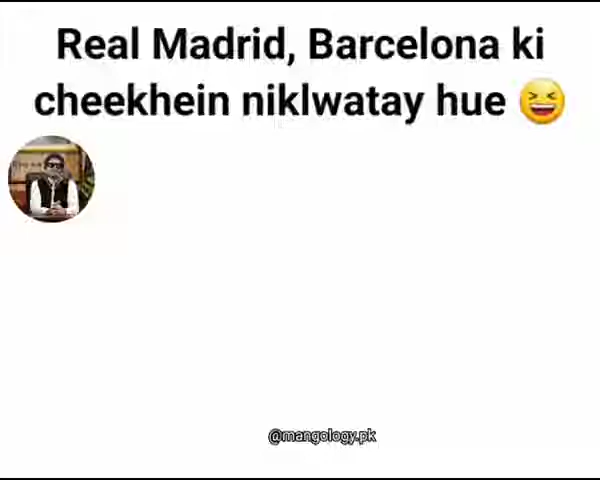 Real Madrid, Barcelona ki
cheekhein niklwatay hue 😆
@mangology.pk